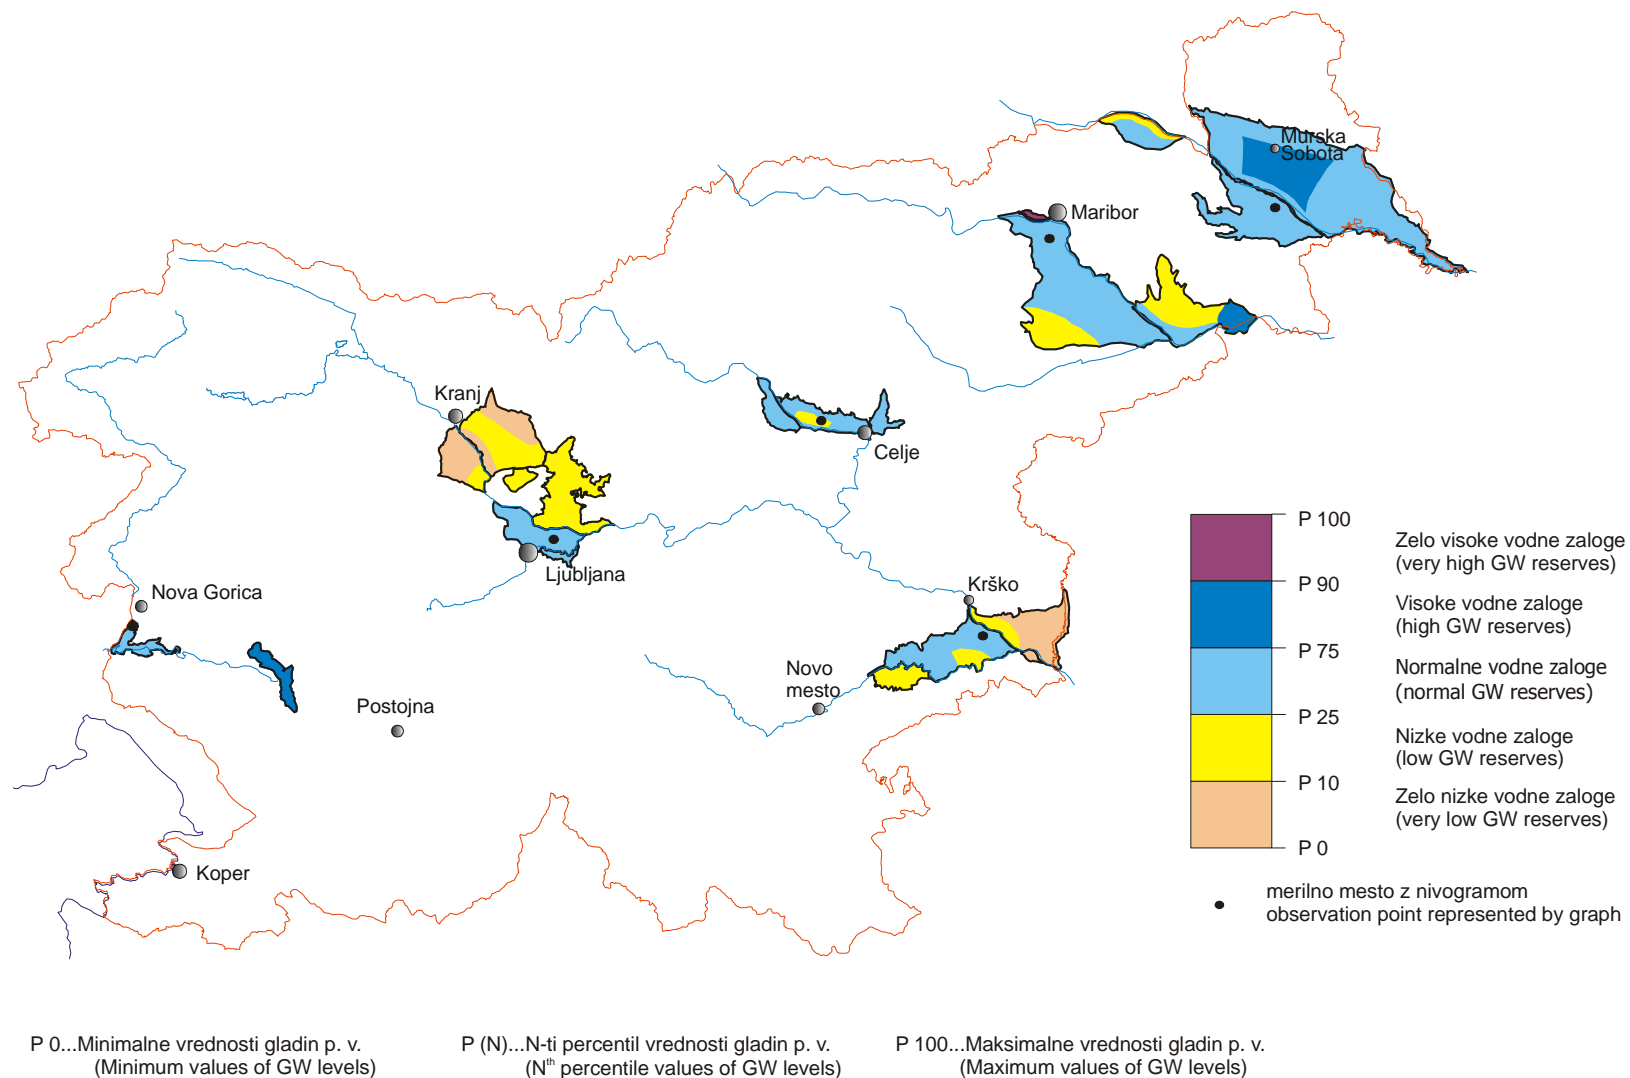 Murska
Sobota
Maribor
Kranj
Celje
Ljubljana
Nova Gorica
Krško
Novo
mesto
Postojna
Koper
P 100
Zelo visoke vodne zaloge
(very high GW reserves)
P 90
Visoke vodne zaloge
(high GW reserves)
P 75
Normalne vodne zaloge
(normal GW reserves)
P 25
Nizke vodne zaloge
(low GW reserves)
P 10
Zelo nizke vodne zaloge
(very low GW reserves)
P 0
merilno mesto z nivogramom
observation point represented by graph
P 0...Minimalne vrednosti gladin p. v.
(Minimum values of GW levels)
P (N)...N-ti percentil vrednosti gladin p. v.
(Nth percentile values of GW levels)
P 100...Maksimalne vrednosti gladin p. v.
(Maximum values of GW levels)